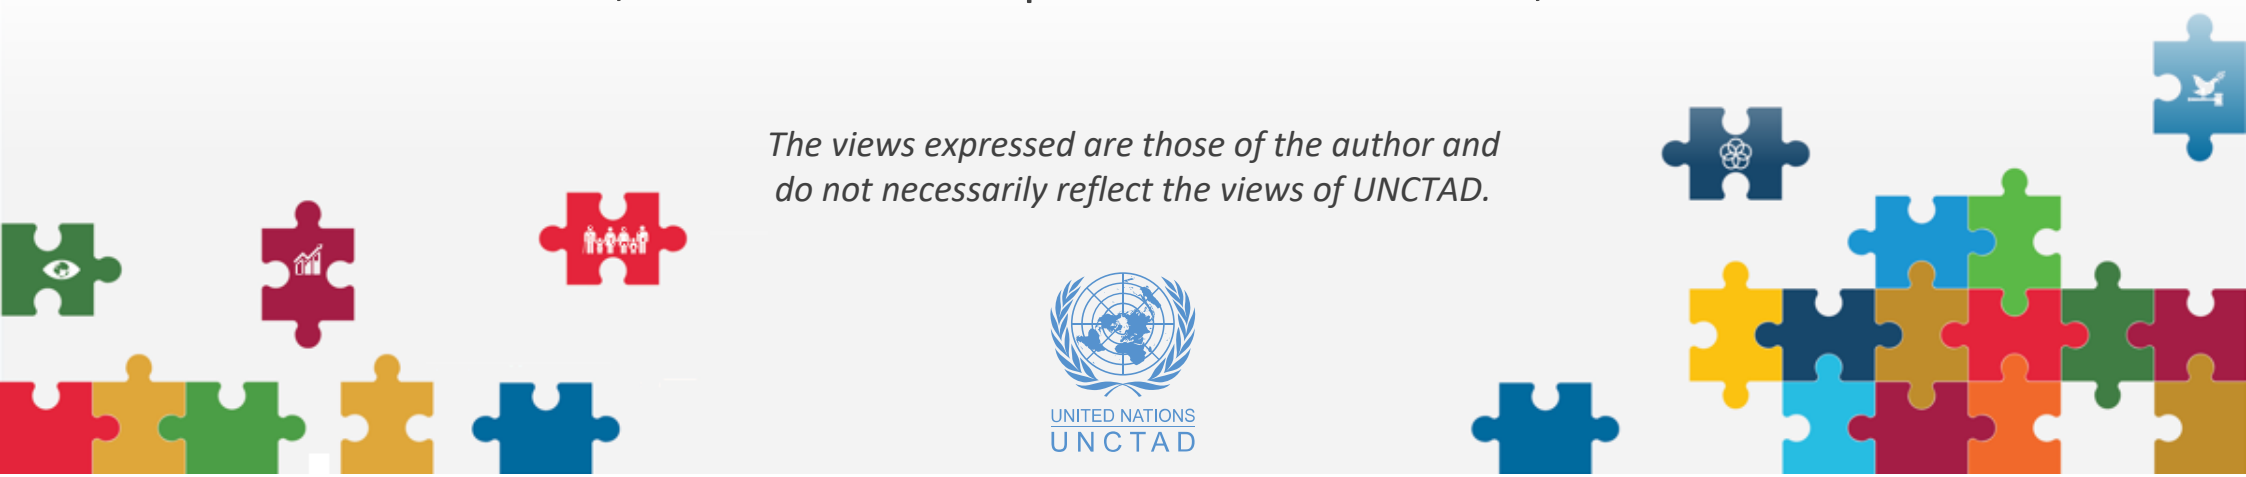 The views expressed are those of the author and
do not necessarily reflect the views of UNCTAD.
UNITED NATIONS
UNCTAD